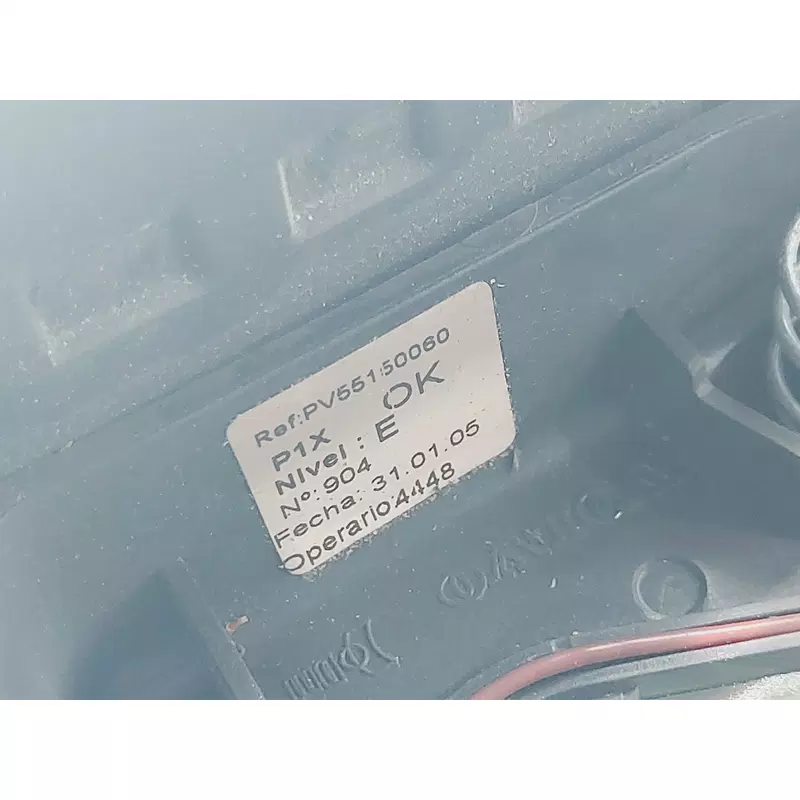 Ref:PV55150060
P1X OK
Nivel : E
Nº:904
Fecha: 31.01.05
Operario:4448